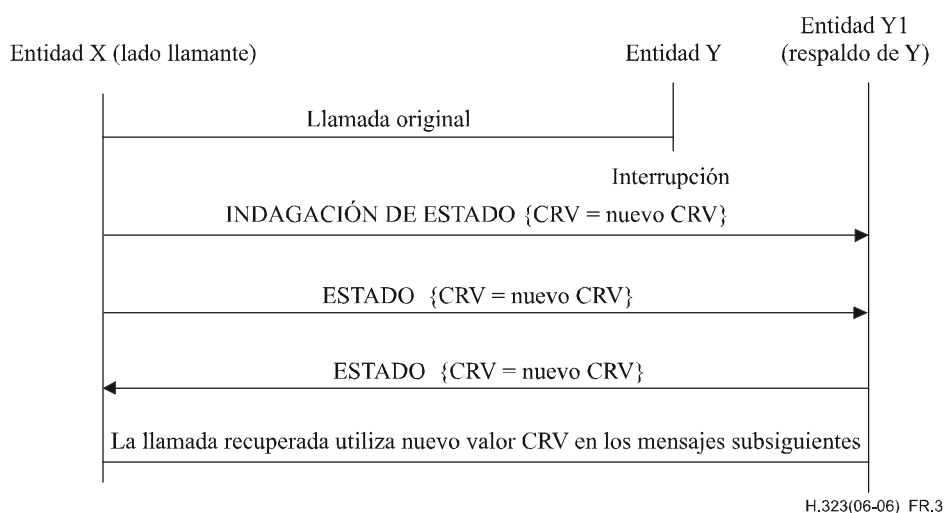 Entidad X (lado llamante)
Entidad Y
Entidad Y1
(respaldo de Y)
Llamada original
Interrupción
INDAGACIÓN DE ESTADO {CRV = nuevo CRV}
ESTADO {CRV = nuevo CRV}
ESTADO {CRV = nuevo CRV}
La llamada recuperada utiliza nuevo valor CRV en los mensajes subsiguientes
H.323(06-06) FR.3